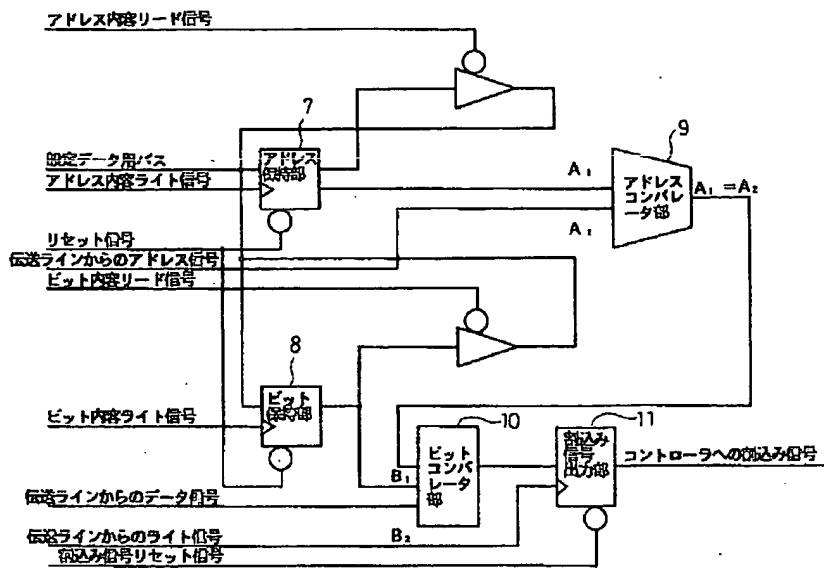 アドレス内容リード信号
7
9
設定データ用バス
アドレス
保持部
アドレス内容ライト信号
A₁
アドレス
コンパレ
ータ部
A₁=A₂
リセット信号
A₂
伝送ラインからのアドレス信号
ビット内容リード信号
8
ビット
保持部
ビット内容ライト信号
10
11
ビット
コンパ
レータ
部
割込み
信号
出力部
コントローラへの割込み信号
B₁
伝送ラインからのデータ信号
伝送ラインからのライト信号
B₂
割込み信号リセット信号